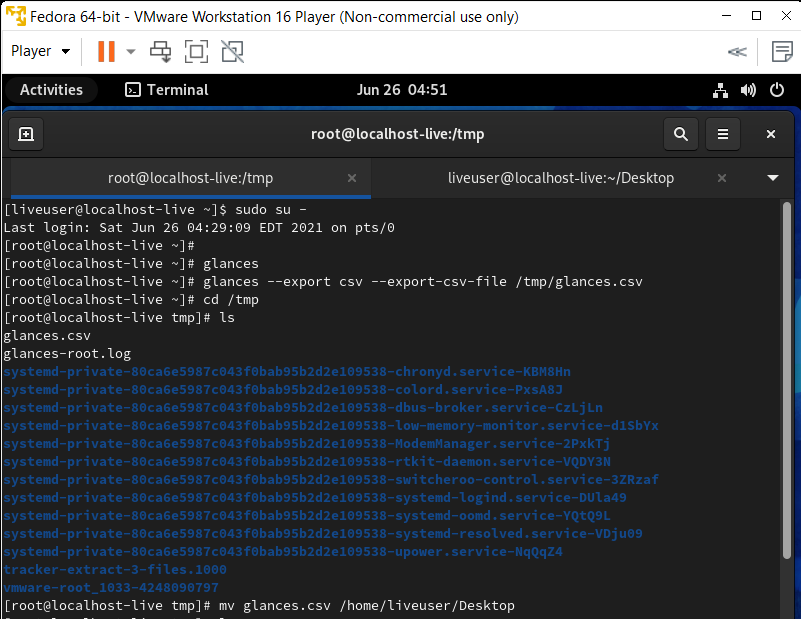 Fedora 64-bit - VMware Workstation 16 Player (Non-commercial use only)
Player
Activities Terminal Jun 26 04:51
root@localhost-live:/tmp
root@localhost-live:/tmp liveuser@localhost-live:~/Desktop
[liveuser@localhost-live ~]$ sudo su -
Last login: Sat Jun 26 04:29:09 EDT 2021 on pts/0
[root@localhost-live ~]#
[root@localhost-live ~]# glances
[root@localhost-live ~]# glances --export csv --export-csv-file /tmp/glances.csv
[root@localhost-live ~]# cd /tmp
[root@localhost-live tmp]# ls
glances.csv
glances-root.log
systemd-private-80ca6e5987c043f0bab95b2d2e109538-chronyd.service-KBM8Hn
systemd-private-80ca6e5987c043f0bab95b2d2e109538-colord.service-PxsA8J
systemd-private-80ca6e5987c043f0bab95b2d2e109538-dbus-broker.service-CzLjLn
systemd-private-80ca6e5987c043f0bab95b2d2e109538-low-memory-monitor.service-d1SbYx
systemd-private-80ca6e5987c043f0bab95b2d2e109538-ModemManager.service-2PxkTj
systemd-private-80ca6e5987c043f0bab95b2d2e109538-rtkit-daemon.service-VQDY3N
systemd-private-80ca6e5987c043f0bab95b2d2e109538-switcheroo-control.service-3ZRzaf
systemd-private-80ca6e5987c043f0bab95b2d2e109538-systemd-logind.service-DUla49
systemd-private-80ca6e5987c043f0bab95b2d2e109538-systemd-oomd.service-YQtQ9L
systemd-private-80ca6e5987c043f0bab95b2d2e109538-systemd-resolved.service-VDju09
systemd-private-80ca6e5987c043f0bab95b2d2e109538-upower.service-NqQqZ4
tracker-extract-3-files.1000
vmware-root_1033-4248090797
[root@localhost-live tmp]# mv glances.csv /home/liveuser/Desktop